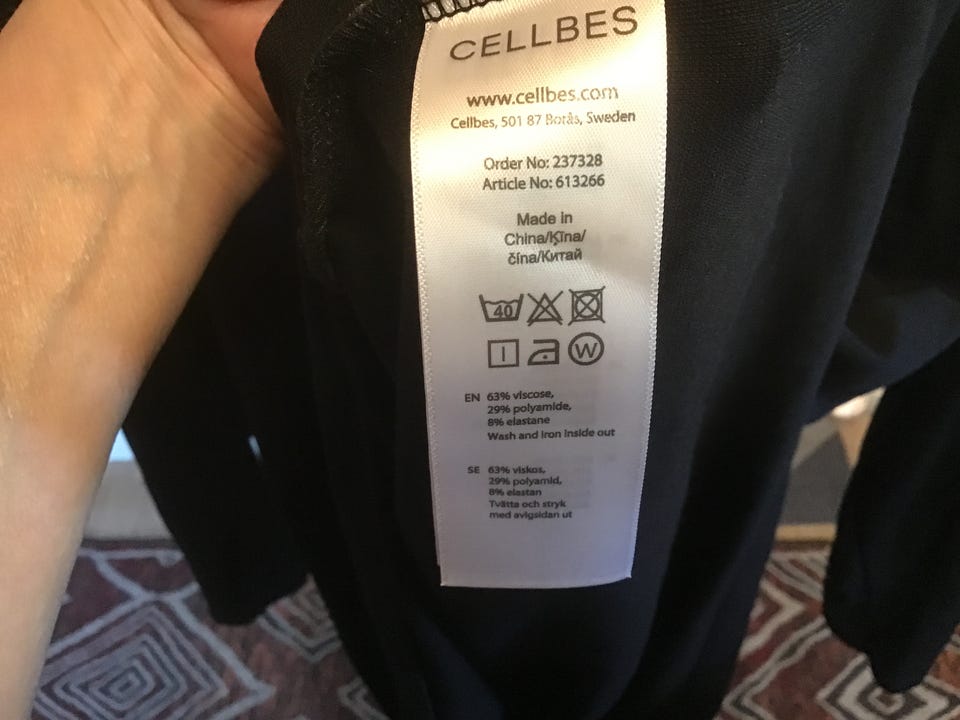 CELLBES
www.cellbes.com
Cellbes, 501 87 Borås, Sweden
Order No: 237328
Article No: 613266
Made in
China/Ķīna/
čína/Китай
40
W
EN 63% viscose,
29% polyamide,
8% elastane
Wash and iron inside out
SE 63% viskos,
29% polyamid,
8% elastan
Tvätta och stryk
med avigsidan ut